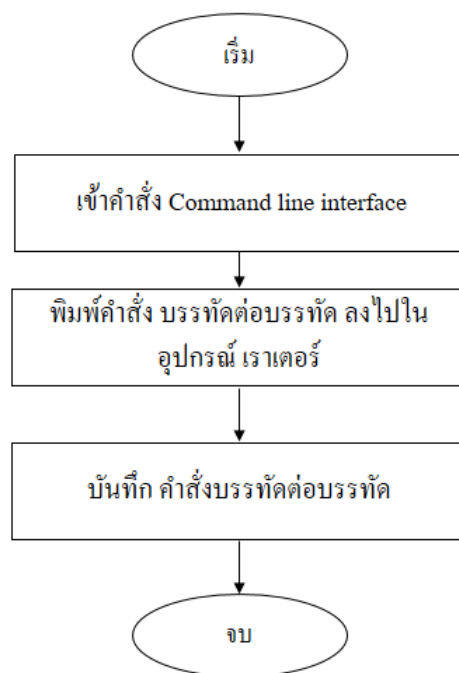 เริ่ม
เข้าคำสั่ง Command line interface
พิมพ์คำสั่ง บรรทัดต่อบรรทัด ลงไปใน
อุปกรณ์ เราเตอร์
บันทึก คำสั่งบรรทัดต่อบรรทัด
จบ